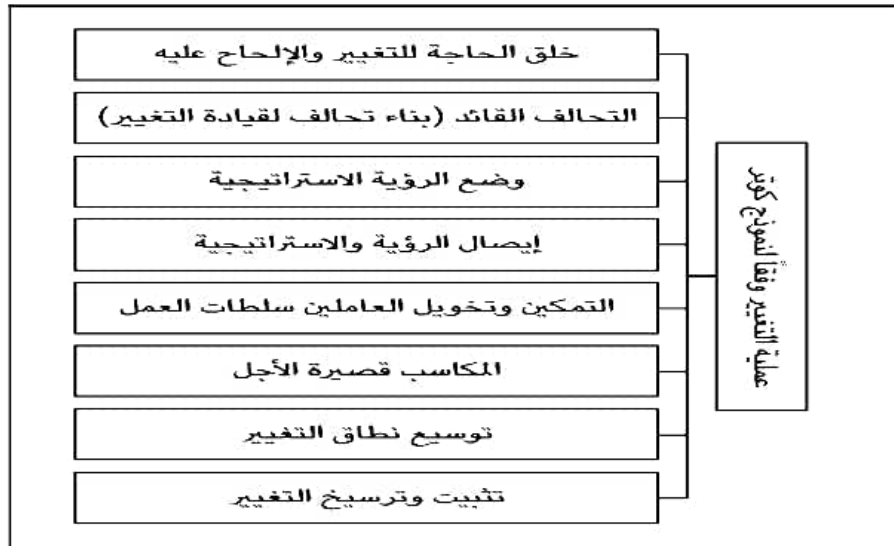 عملية التغيير وفقاً لنموذج كوتر
خلق الحاجة للتغيير والإلحاح عليه
التحالف القائد (بناء تحالف لقيادة التغيير)
وضع الرؤية الاستراتيجية
إيصال الرؤية والاستراتيجية
التمكين وتخويل العاملين سلطات العمل
المكاسب قصيرة الأجل
توسيع نطاق التغيير
تثبيت وترسيخ التغيير